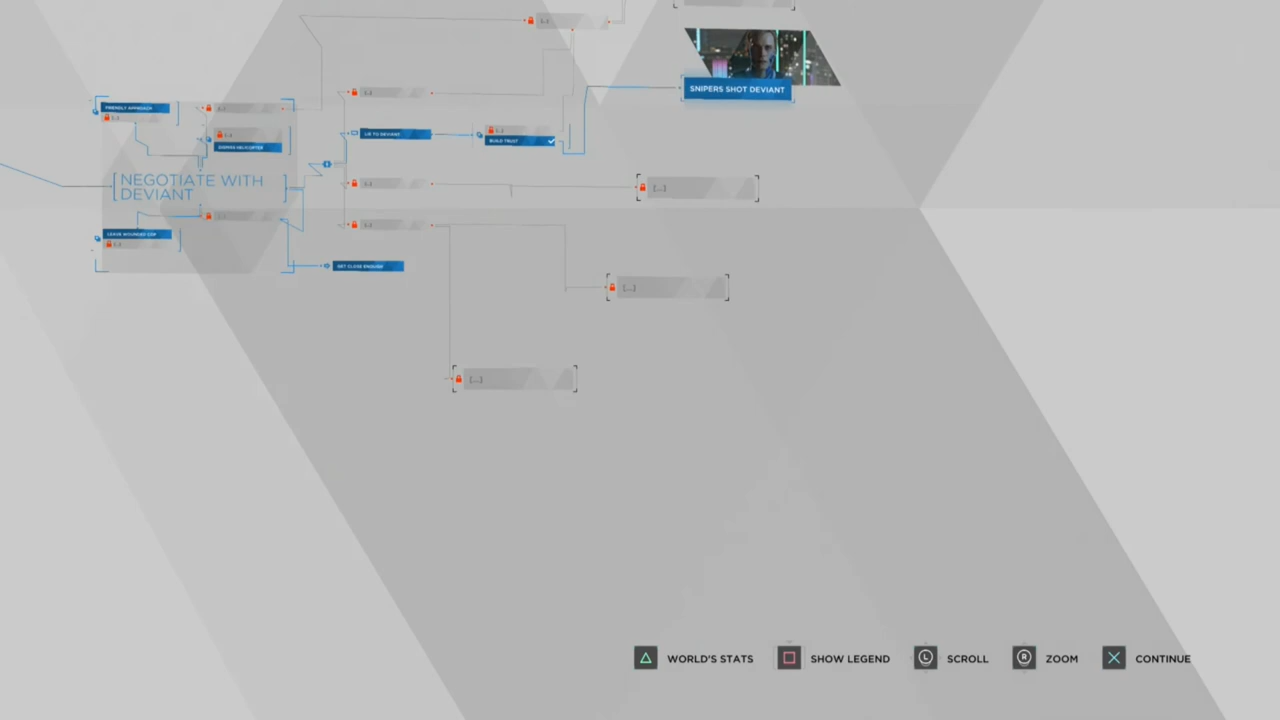 [...]
SNIPERS SHOT DEVIANT
[...]
FRIENDLY APPROACH
[...]
[...]
[...]
[...]
DISMISS HELICOPTER
LIE TO DEVIANT
[...]
BUILD TRUST
NEGOTIATE WITH
DEVIANT
[...]
[...]
[...]
[...]
LEAVE WOUNDED COP
[...]
GET CLOSE ENOUGH
[...]
[...]
WORLD'S STATS
SHOW LEGEND
L
SCROLL
R
ZOOM
CONTINUE